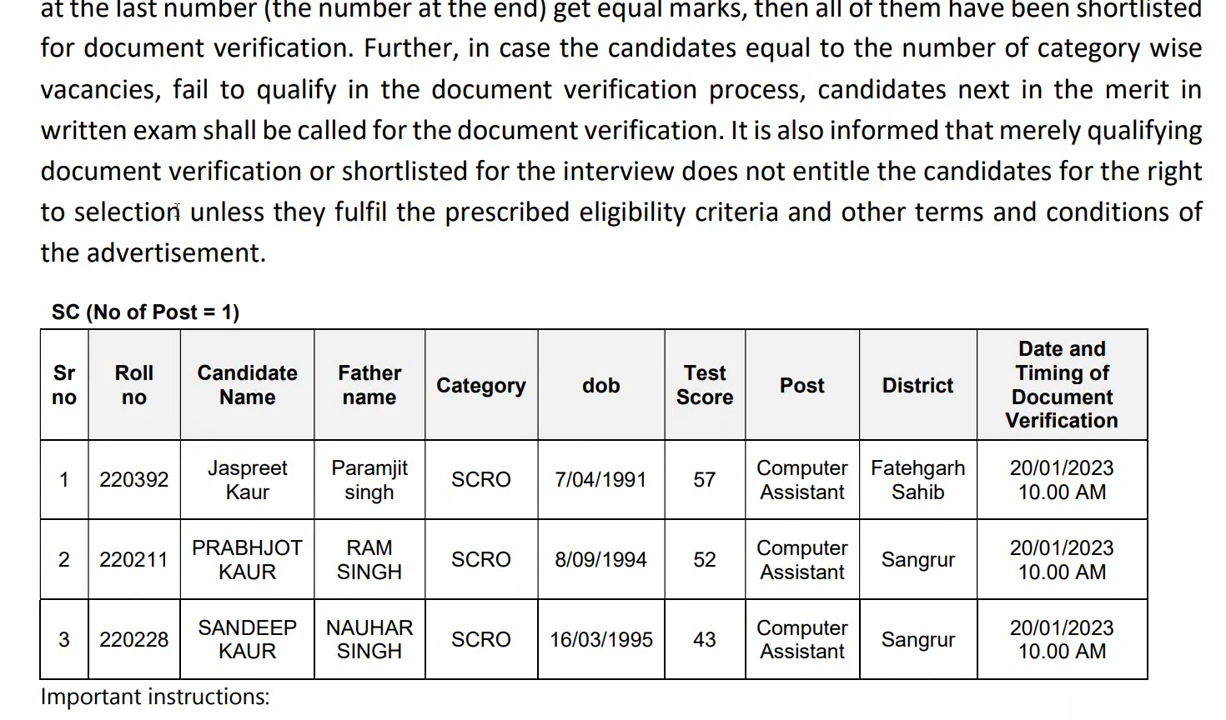 at the last number (the number at the end) get equal marks, then all of them have been shortlisted
for document verification. Further, in case the candidates equal to the number of category wise
vacancies, fail to qualify in the document verification process, candidates next in the merit in
written exam shall be called for the document verification. It is also informed that merely qualifying
document verification or shortlisted for the interview does not entitle the candidates for the right
to selection unless they fulfil the prescribed eligibility criteria and other terms and conditions of
the advertisement.
SC (No of Post = 1)
Sr no Roll no Candidate Name Father name Category dob Test Score Post District Date and Timing of Document Verification
1 220392 Jaspreet Kaur Paramjit singh SCRO 7/04/1991 57 Computer Assistant Fatehgarh Sahib 20/01/2023 10.00 AM
2 220211 PRABHJOT KAUR RAM SINGH SCRO 8/09/1994 52 Computer Assistant Sangrur 20/01/2023 10.00 AM
3 220228 SANDEEP KAUR NAUHAR SINGH SCRO 16/03/1995 43 Computer Assistant Sangrur 20/01/2023 10.00 AM
Important instructions: